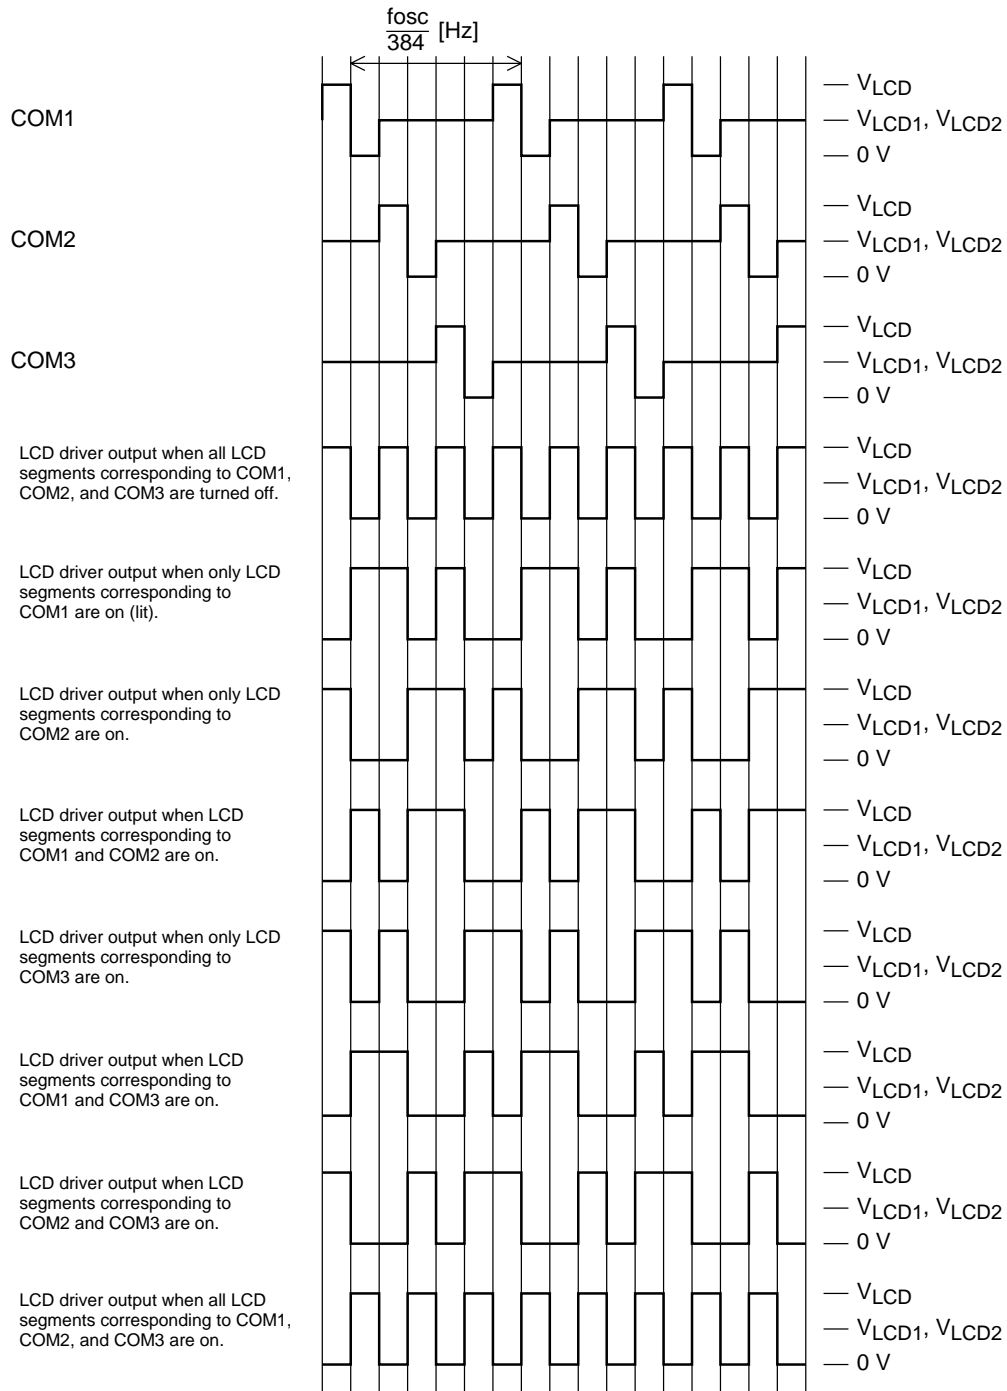 fosc
384 [Hz]
COM1
VLCD
VLCD1, VLCD2
0 V
COM2
VLCD
VLCD1, VLCD2
0 V
COM3
VLCD
VLCD1, VLCD2
0 V
LCD driver output when all LCD
segments corresponding to COM1,
COM2, and COM3 are turned off.
VLCD
VLCD1, VLCD2
0 V
LCD driver output when only LCD
segments corresponding to
COM1 are on (lit).
VLCD
VLCD1, VLCD2
0 V
LCD driver output when only LCD
segments corresponding to
COM2 are on.
VLCD
VLCD1, VLCD2
0 V
LCD driver output when LCD
segments corresponding to
COM1 and COM2 are on.
VLCD
VLCD1, VLCD2
0 V
LCD driver output when only LCD
segments corresponding to
COM3 are on.
VLCD
VLCD1, VLCD2
0 V
LCD driver output when LCD
segments corresponding to
COM1 and COM3 are on.
VLCD
VLCD1, VLCD2
0 V
LCD driver output when LCD
segments corresponding to
COM2 and COM3 are on.
VLCD
VLCD1, VLCD2
0 V
LCD driver output when all LCD
segments corresponding to COM1,
COM2, and COM3 are on.
VLCD
VLCD1, VLCD2
0 V